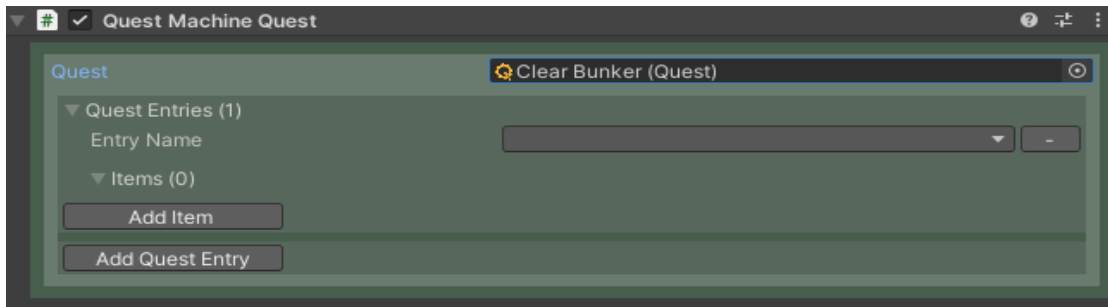 Quest Machine Quest
Quest Clear Bunker (Quest)
Quest Entries (1)
Entry Name -
Items (0)
Add Item
Add Quest Entry